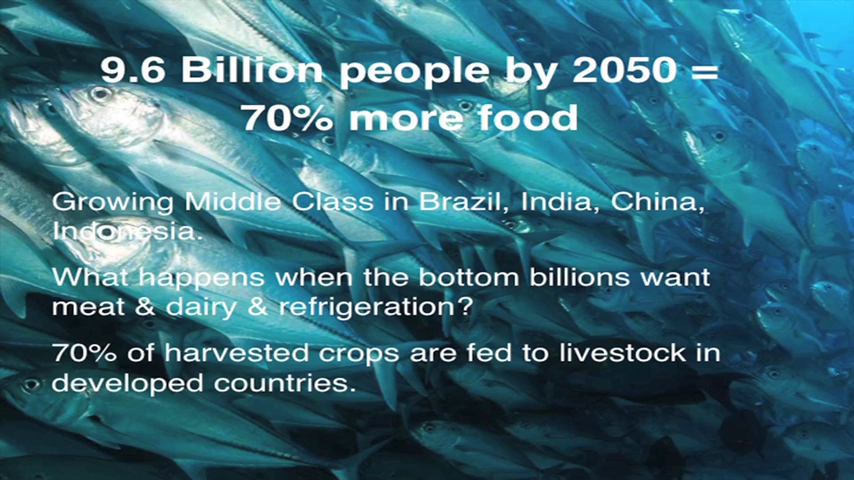 9.6 Billion people by 2050 =
70% more food
Growing Middle Class in Brazil, India, China,
Indonesia.
What happens when the bottom billions want
meat & dairy & refrigeration?
70% of harvested crops are fed to livestock in
developed countries.